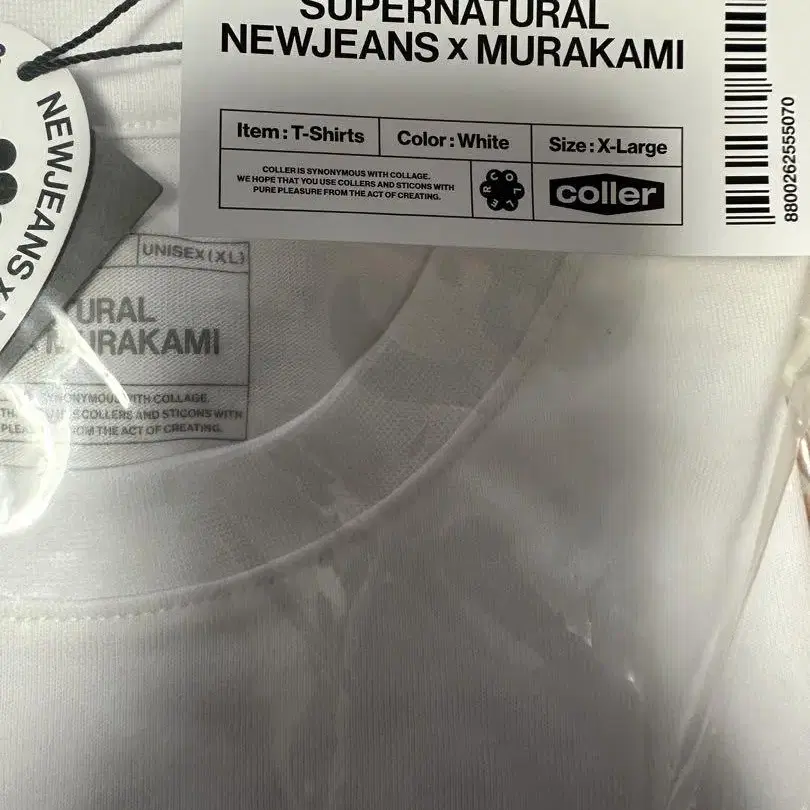 SUPERNATURAL
NEWJEANS x MURAKAMI
Item : T-Shirts
Color : White
Size : X-Large
COLLER IS SYNONYMOUS WITH COLLAGE.
WE HOPE THAT YOU USE COLLERS AND STICONS WITH
PURE PLEASURE FROM THE ACT OF CREATING.
COLLER
coller
8800262555070
NEWJEANS x
UNISEX (XL)
URAL
MURAKAMI
SYNONYMOUS WITH COLLAGE.
COLLERS AND STICONS WITH
FROM THE ACT OF CREATING.